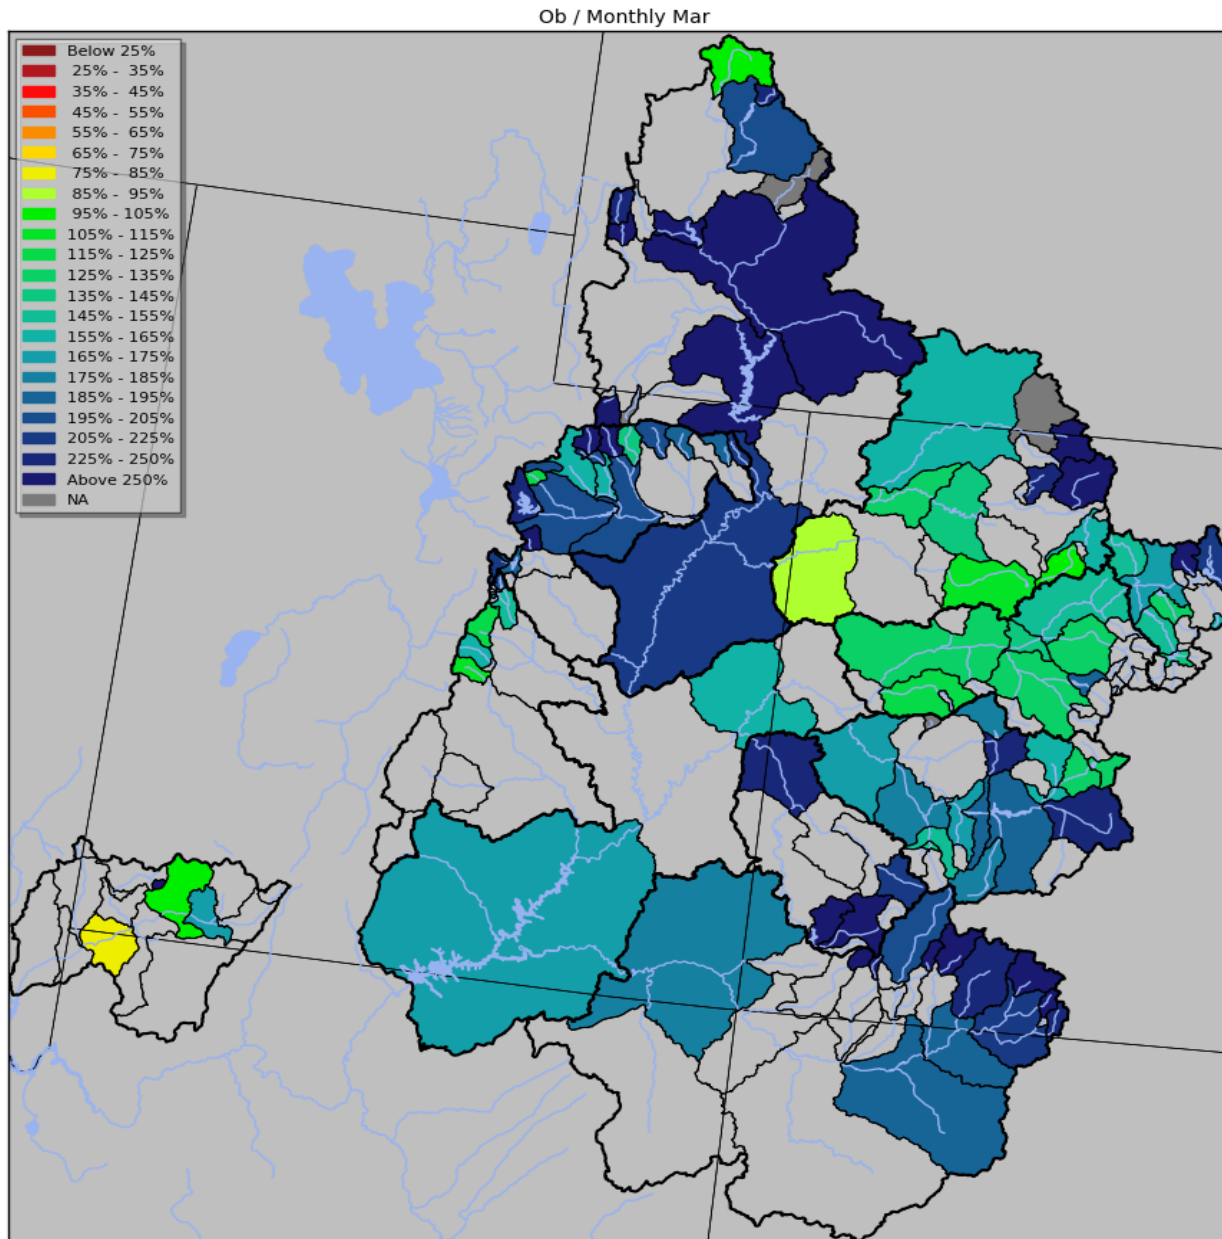 Ob / Monthly Mar
Below 25%
25% - 35%
35% - 45%
45% - 55%
55% - 65%
65% - 75%
75% - 85%
85% - 95%
95% - 105%
105% - 115%
115% - 125%
125% - 135%
135% - 145%
145% - 155%
155% - 165%
165% - 175%
175% - 185%
185% - 195%
195% - 205%
205% - 225%
225% - 250%
Above 250%
NA